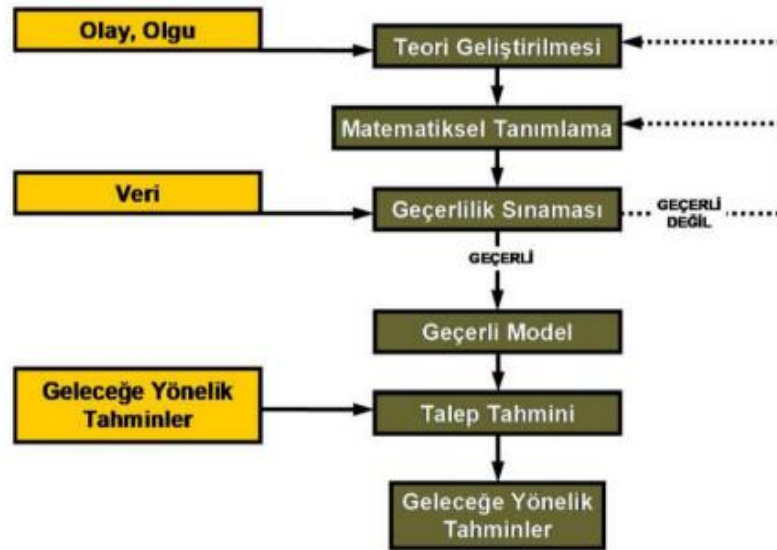 Olay, Olgu
Teori Geliştirilmesi
Matematiksel Tanımlama
Veri
Geçerlilik Sınaması
GEÇERLİ
DEĞİL
GEÇERLİ
Geçerli Model
Geleceğe Yönelik
Tahminler
Talep Tahmini
Geleceğe Yönelik
Tahminler